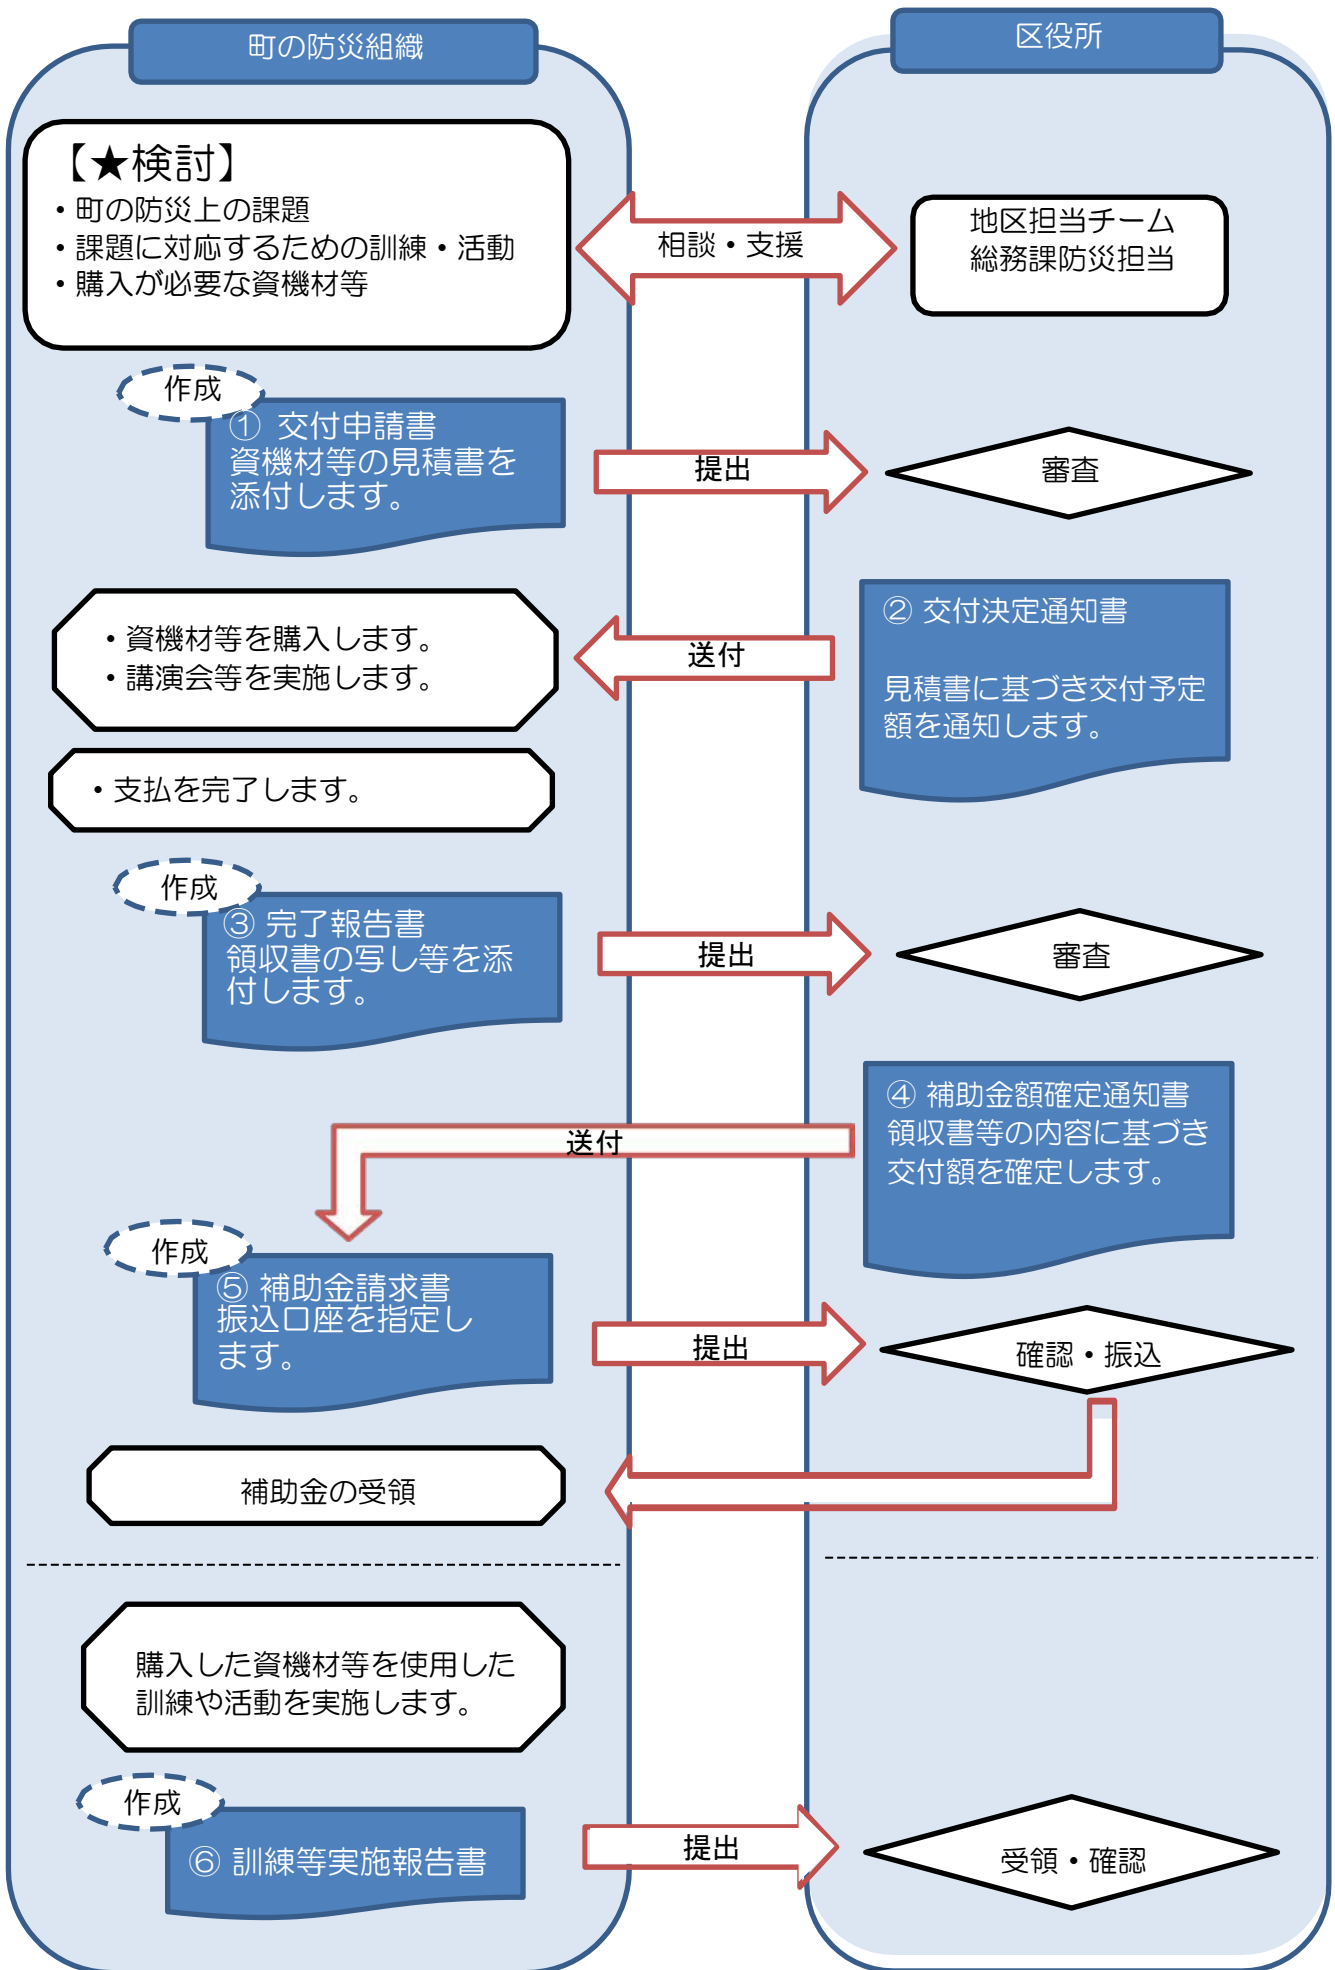 町の防災組織
区役所
【★検討】
・町の防災上の課題
・課題に対応するための訓練・活動
・購入が必要な資機材等
相談・支援
地区担当チーム
総務課防災担当
作成
① 交付申請書
資機材等の見積書を
添付します。
提出
審査
・資機材等を購入します。
・講演会等を実施します。
送付
② 交付決定通知書
見積書に基づき交付予定
額を通知します。
・支払を完了します。
作成
③ 完了報告書
領収書の写し等を添
付します。
提出
審査
④ 補助金額確定通知書
領収書等の内容に基づき
交付額を確定します。
送付
作成
⑤ 補助金請求書
振込口座を指定し
ます。
提出
確認・振込
補助金の受領
購入した資機材等を使用した
訓練や活動を実施します。
作成
⑥ 訓練等実施報告書
提出
受領・確認